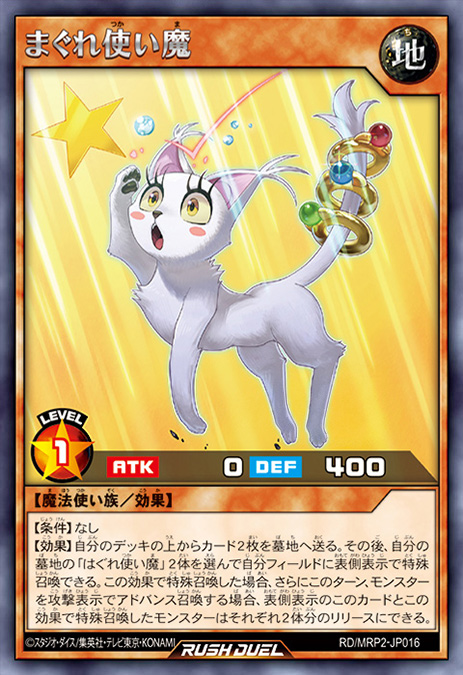 まぐれ使い魔
地
LEVEL
1
ATK 0 DEF 400
【魔法使い族/効果】
【条件】なし
【効果】自分のデッキの上からカード2枚を墓地へ送る。その後、自分の
墓地の「はぐれ使い魔」2体を選んで自分フィールドに表側表示で特殊
召喚できる。この効果で特殊召喚した場合、さらにこのターン、モンスター
を攻撃表示でアドバンス召喚する場合、表側表示のこのカードとこの
効果で特殊召喚したモンスターはそれぞれ2体分のリリースにできる。
©スタジオ・ダイス/集英社・テレビ東京・KONAMI
RUSH DUEL
RD/MRP2-JP016